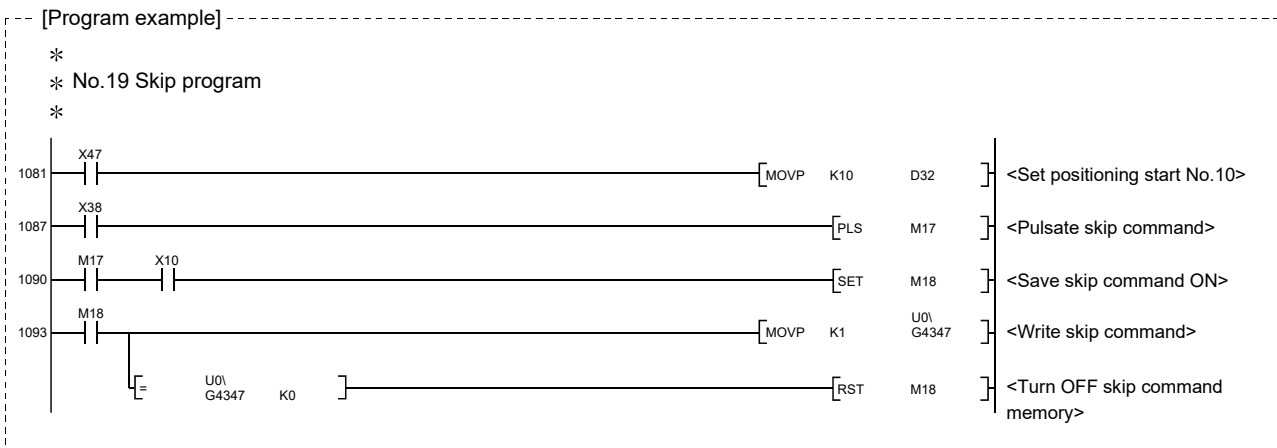 [Program example]
*
* No.19 Skip program
*
X47
1081 MOVP K10 D32 <Set positioning start No.10>
X38
1087 PLS M17 <Pulsate skip command>
M17 X10
1090 SET M18 <Save skip command ON>
M18
1093 MOVP K1 U0\ G4347 <Write skip command>
= U0\ G4347 K0 RST M18 <Turn OFF skip command
memory>